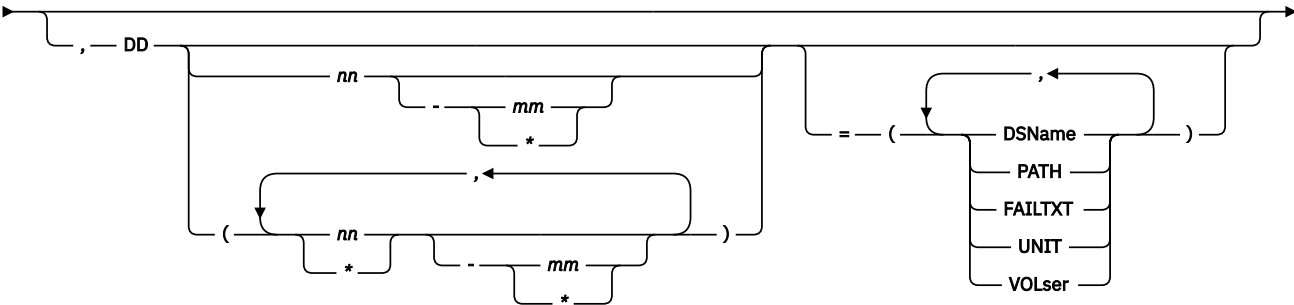 , DD
nn
- mm
*
,
( nn - mm )
* *
,
= ( DSName )
PATH
FAILTXT
UNIT
VOLser